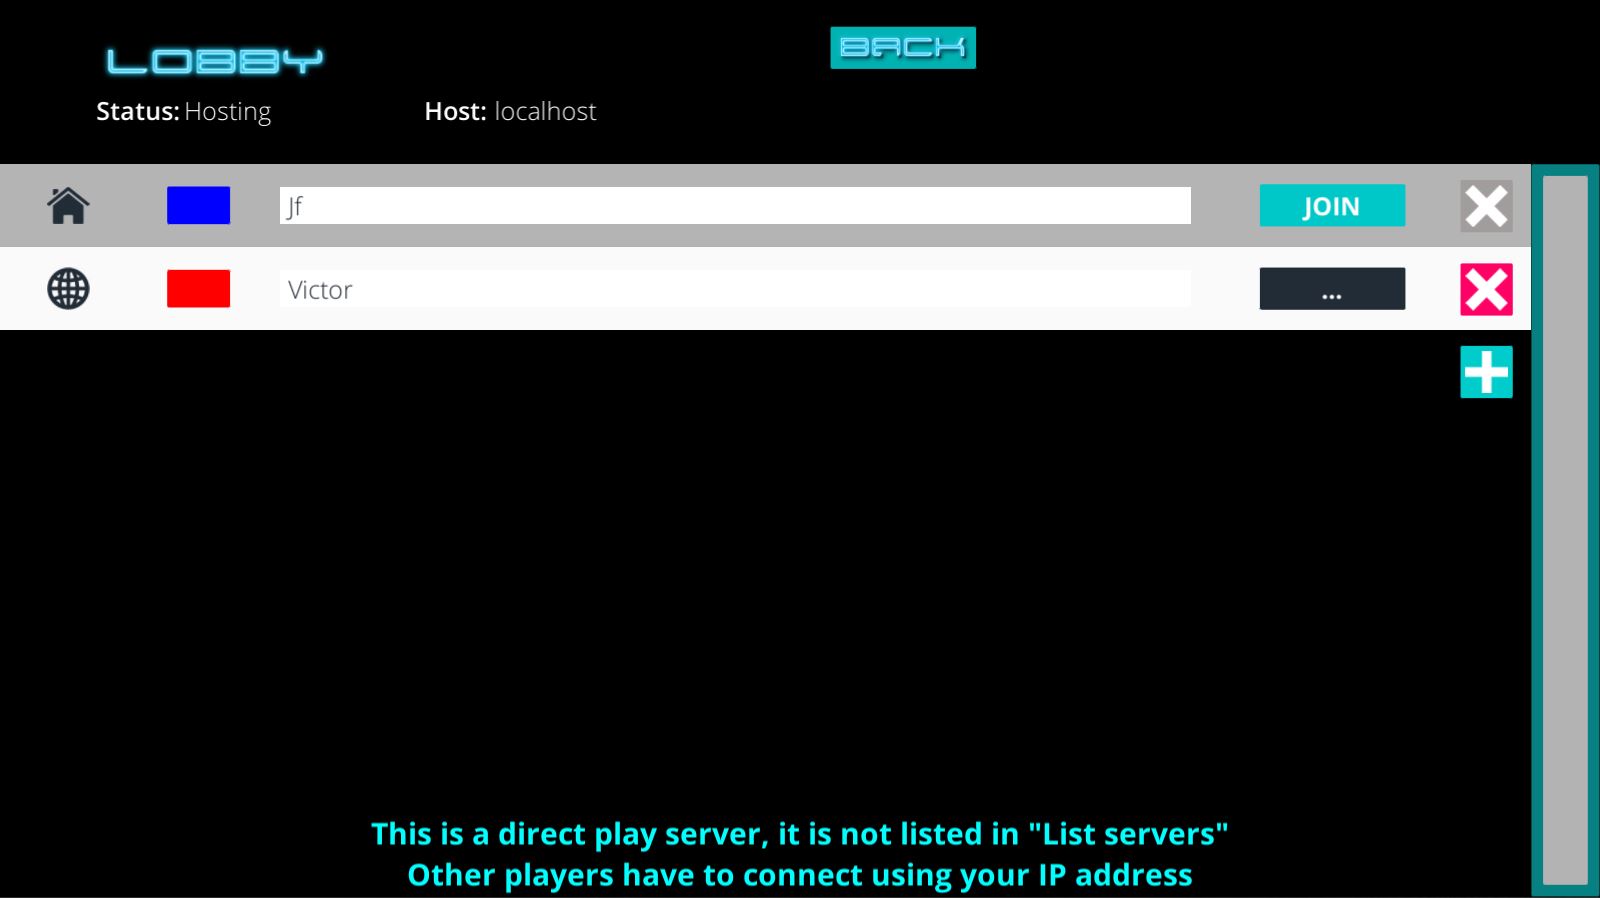 LOBBY
BACK
Status: Hosting
Host: localhost
Jf
JOIN
Victor
...
This is a direct play server, it is not listed in "List servers"
Other players have to connect using your IP address